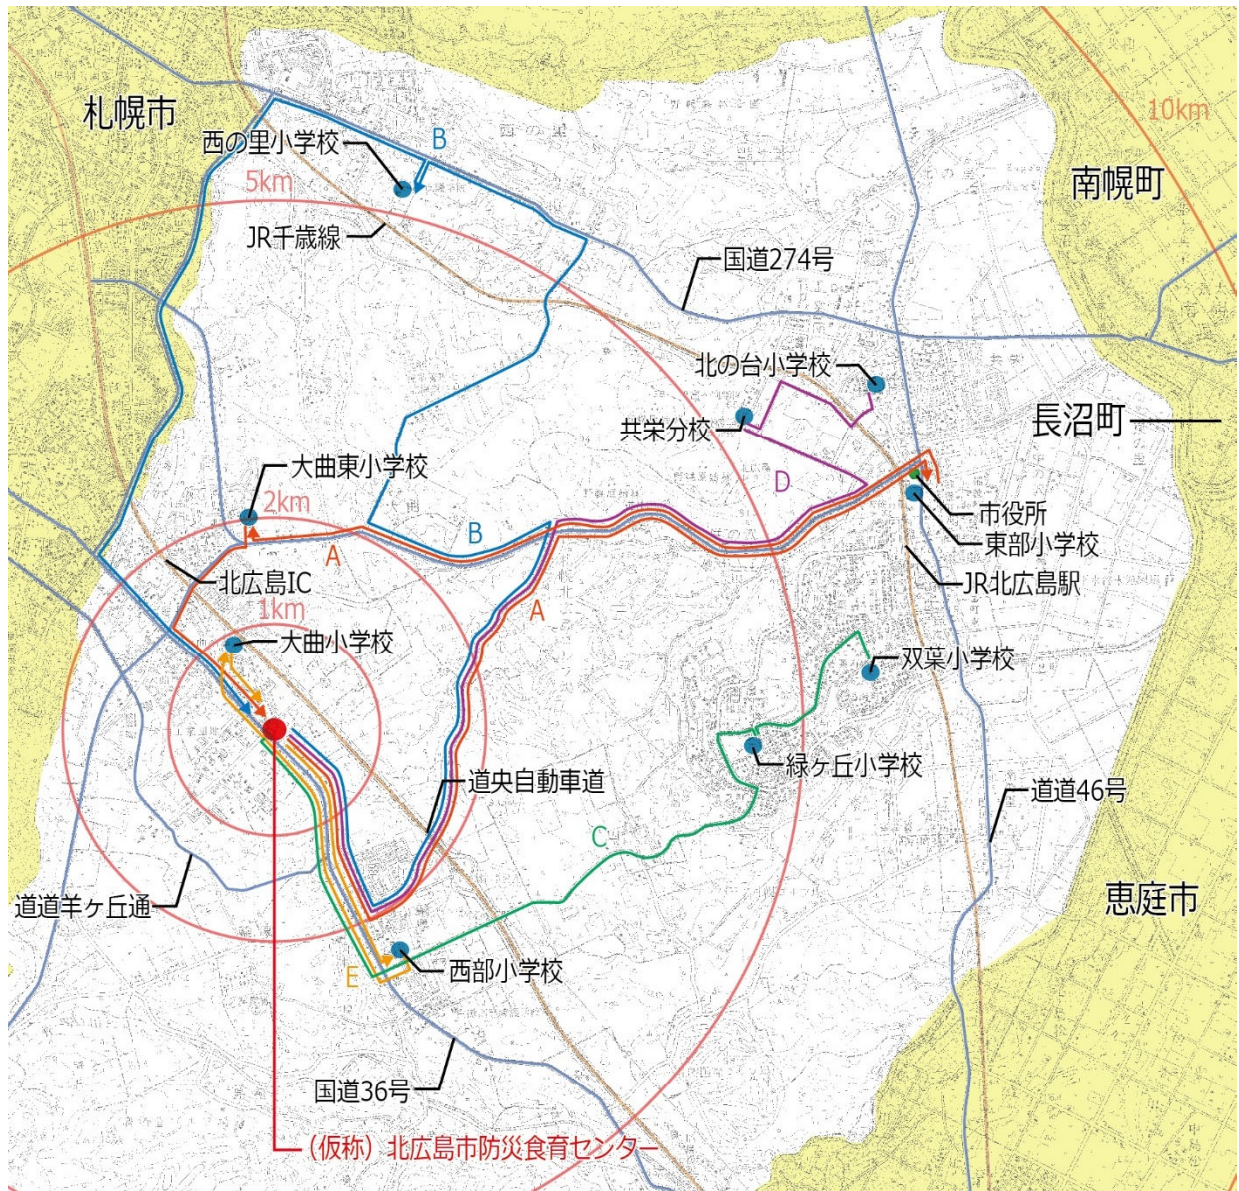 札幌市
10km
西の里小学校
B
5km
南幌町
JR千歳線
国道274号
北の台小学校
共栄分校
長沼町
大曲東小学校
D
2km
市役所
B
東部小学校
A
北広島IC
JR北広島駅
A
1km
大曲小学校
双葉小学校
緑ヶ丘小学校
道央自動車道
道道46号
C
道道羊ヶ丘通
恵庭市
西部小学校
E
国道36号
(仮称)北広島市防災食育センター